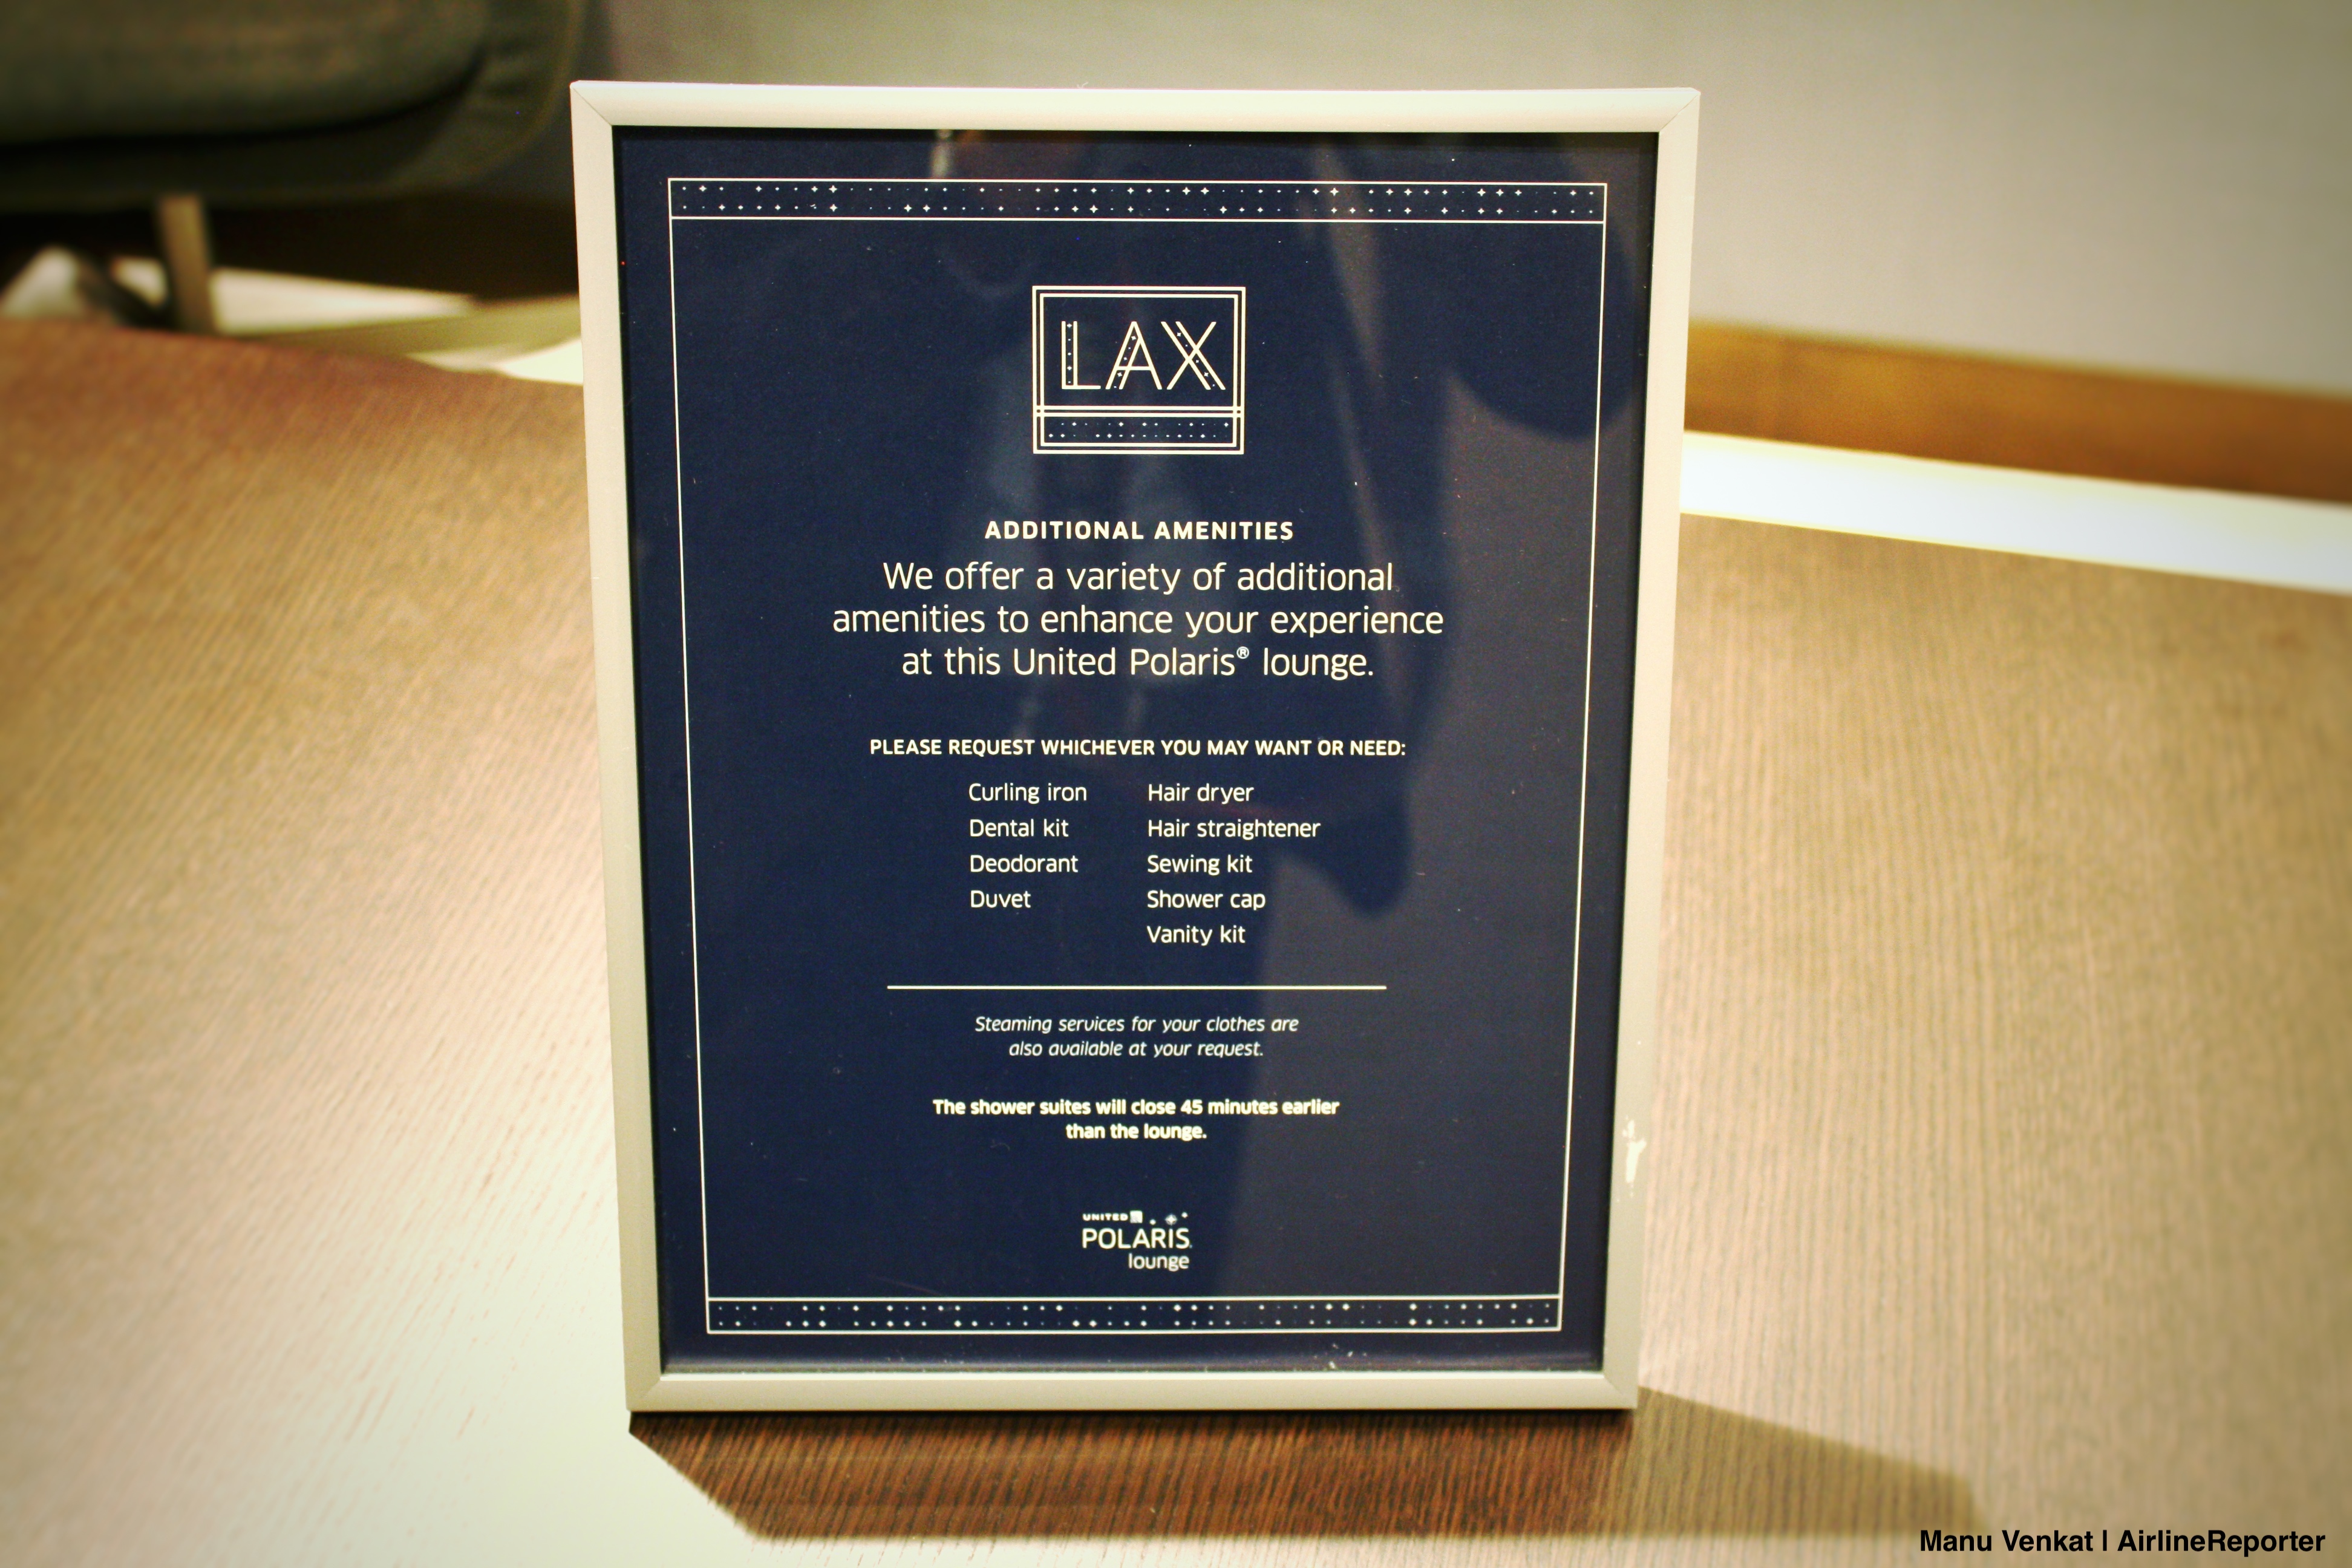 LAX
ADDITIONAL AMENITIES
We offer a variety of additional
amenities to enhance your experience
at this United Polaris® lounge.
PLEASE REQUEST WHICHEVER YOU MAY WANT OR NEED:
Curling iron
Dental kit
Deodorant
Duvet
Hair dryer
Hair straightener
Sewing kit
Shower cap
Vanity kit
Steaming services for your clothes are
also available at your request.
The shower suites will close 45 minutes earlier
than the lounge.
UNITED
POLARIS
lounge
Manu Venkat | AirlineReporter